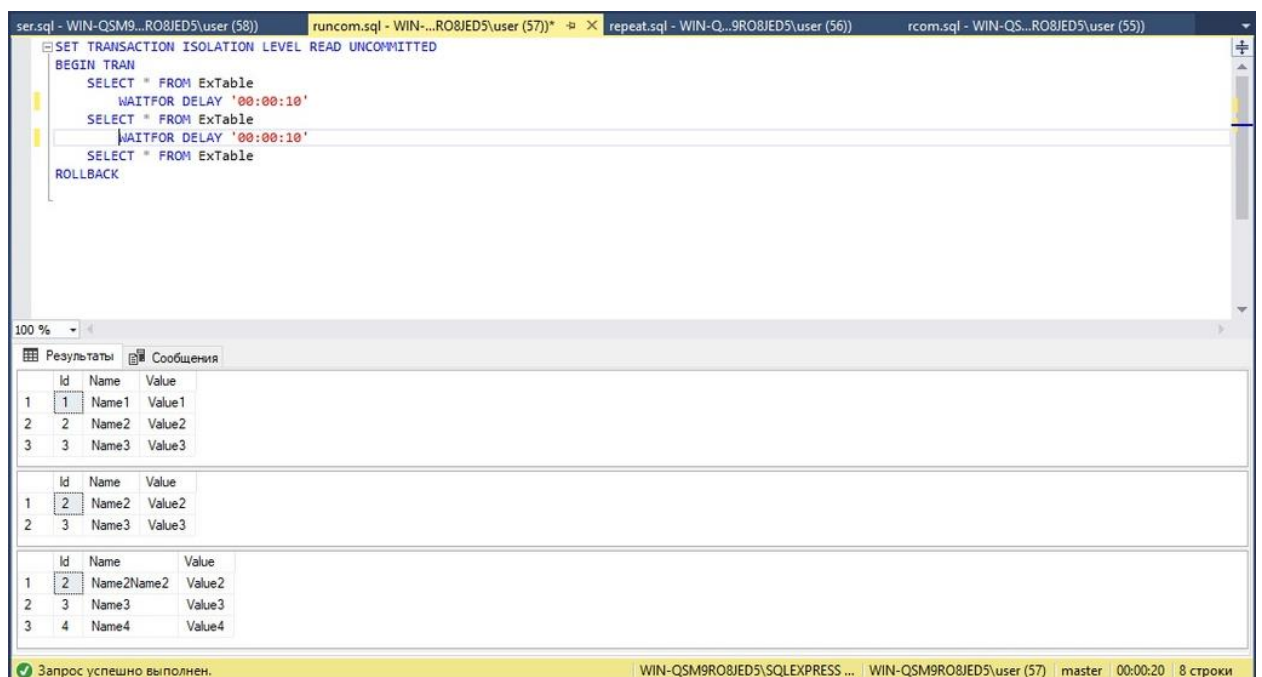 ser.sql - WIN-QSM9...RO8JED5\user (58)) runcom.sql - WIN-...RO8JED5\user (57))* repeat.sql - WIN-Q...9RO8JED5\user (56)) rcom.sql - WIN-QS...RO8JED5\user (55))
SET TRANSACTION ISOLATION LEVEL READ UNCOMMITTED
BEGIN TRAN
SELECT * FROM ExTable
WAITFOR DELAY '00:00:10'
SELECT * FROM ExTable
WAITFOR DELAY '00:00:10'
SELECT * FROM ExTable
ROLLBACK
100 %
Результаты Сообщения
Id Name Value
1 1 Name1 Value1
2 2 Name2 Value2
3 3 Name3 Value3
Id Name Value
1 2 Name2 Value2
2 3 Name3 Value3
Id Name Value
1 2 Name2Name2 Value2
2 3 Name3 Value3
3 4 Name4 Value4
Запрос успешно выполнен. WIN-QSM9RO8JED5\SQLEXPRESS ... WIN-QSM9RO8JED5\user (57) master 00:00:20 8 строки